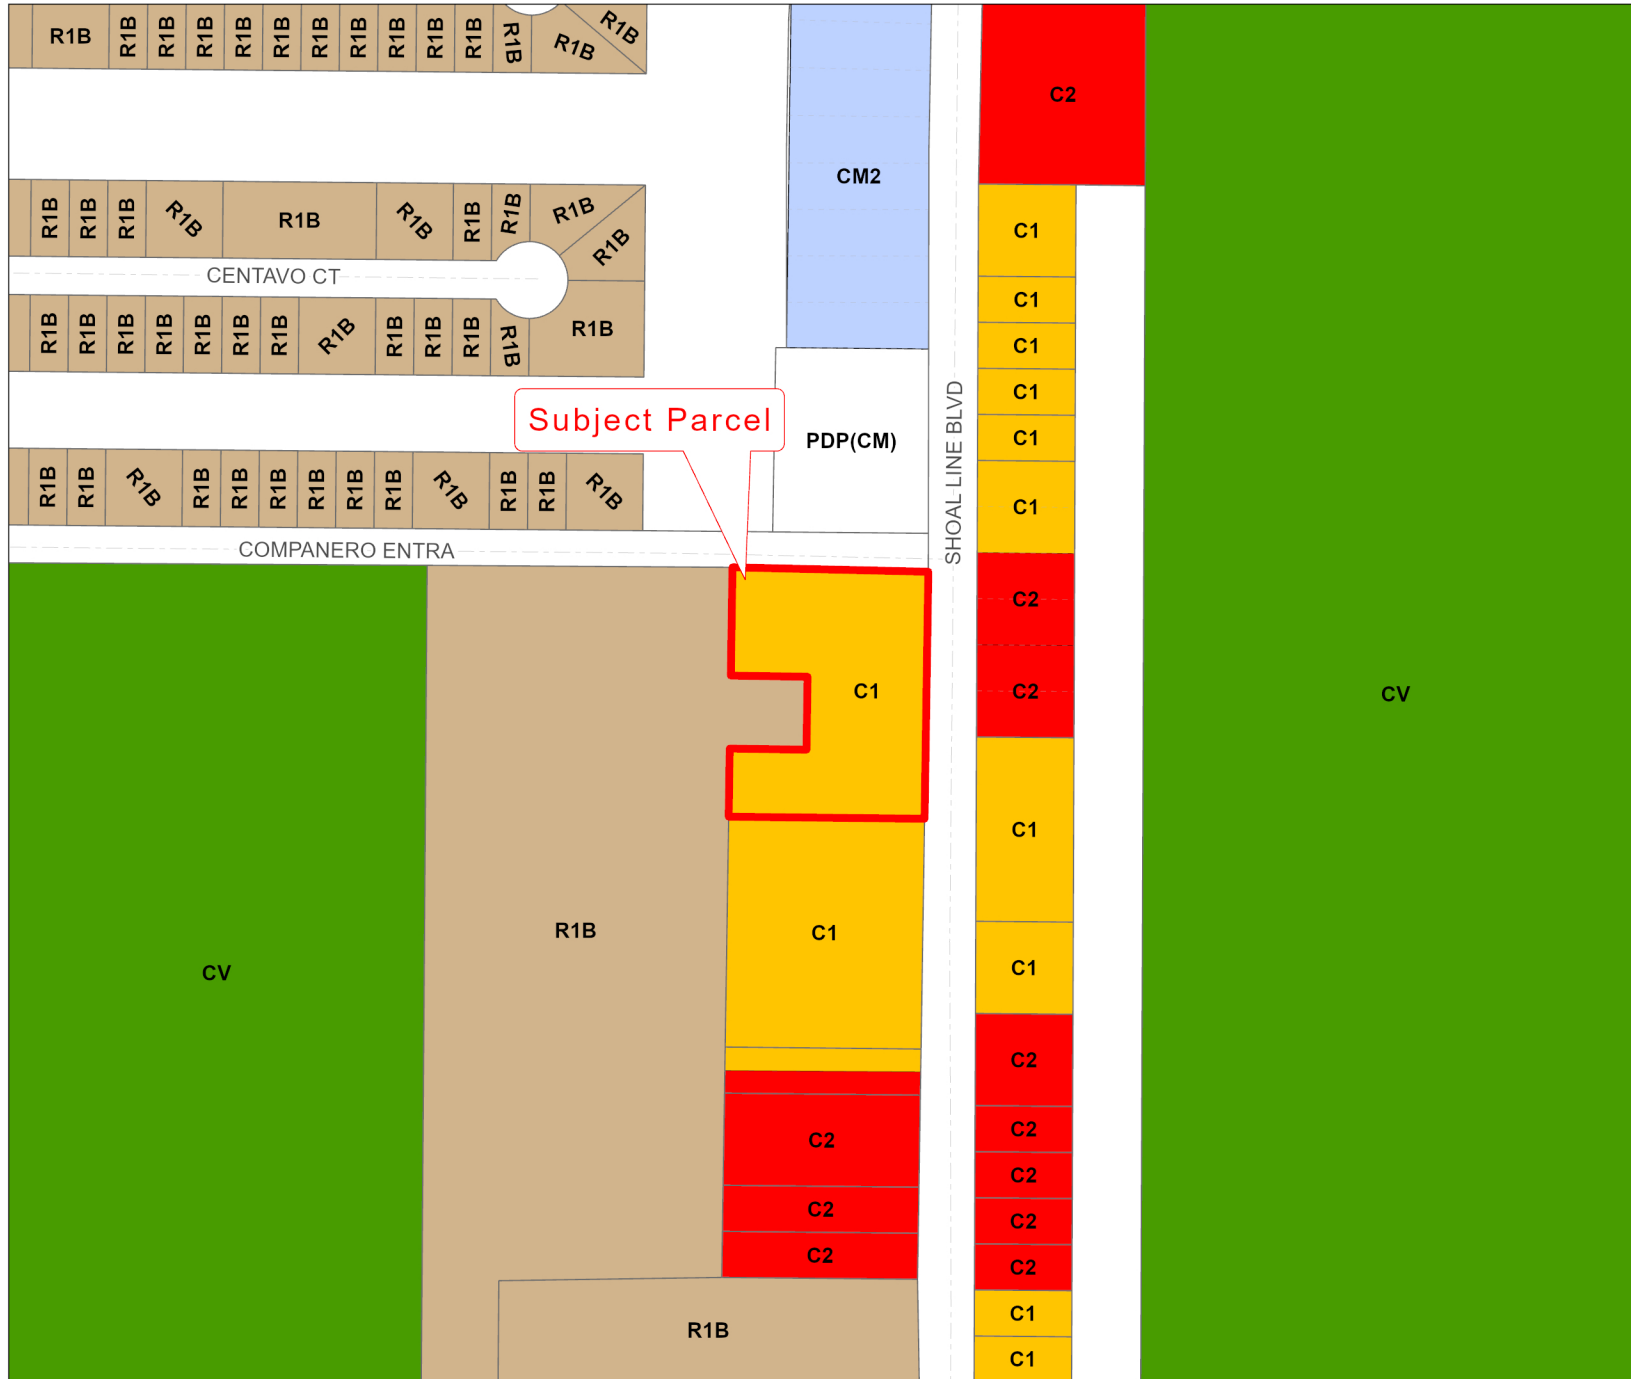 R1B R1B R1B R1B R1B R1B R1B R1B R1B R1B R1B R1B R1B R1B
C2
CM2
R1B R1B R1B R1B R1B R1B R1B R1B R1B R1B
C1
CENTAVO CT
C1
R1B R1B R1B R1B R1B R1B R1B R1B R1B R1B R1B R1B R1B
C1
C1
Subject Parcel
PDP(CM)
SHOAL LINE BLVD
C1
R1B R1B R1B R1B R1B R1B R1B R1B R1B R1B R1B R1B
C1
COMPANERO ENTRA
C2
C1
C2
CV
C1
R1B
C1
CV
C1
C2
C2
C2
C2
C2
C2
C2
C2
C1
R1B
C1